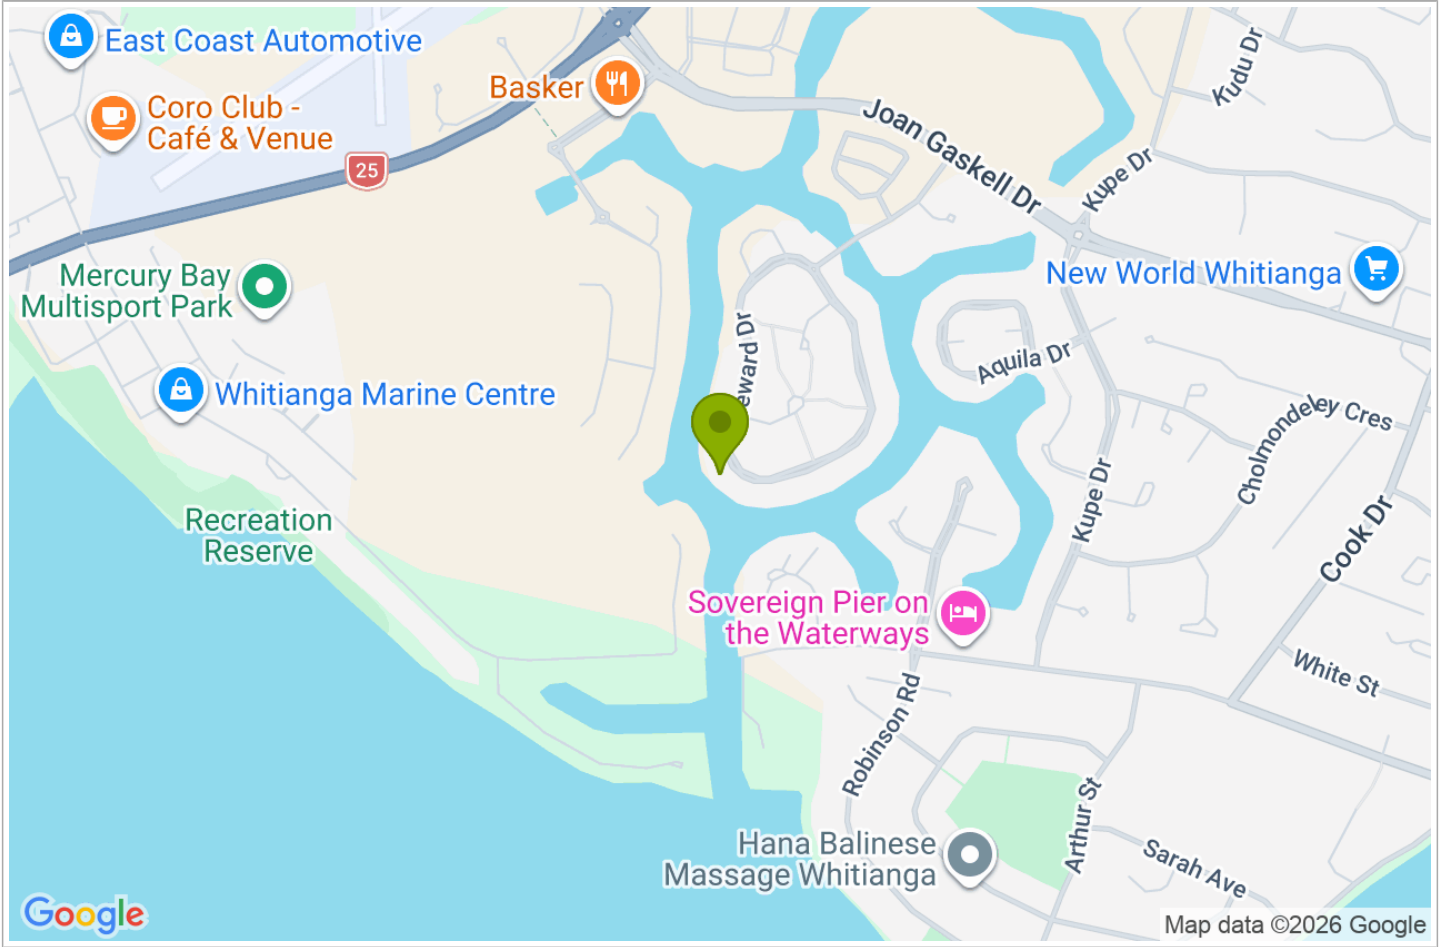 East Coast Automotive
Basker
Coro Club -
Café & Venue
25
Joan Gaskell Dr
Kudu Dr
Kupe Dr
Mercury Bay
Multisport Park
New World Whitianga
Whitianga Marine Centre
eward Dr
Aquila Dr
Cholmondeley Cres
Kupe Dr
Cook Dr
Recreation
Reserve
Sovereign Pier on
the Waterways
White St
Robinson Rd
Arthur St
Sarah Ave
Hana Balinese
Massage Whitianga
Google
Map data ©2026 Google